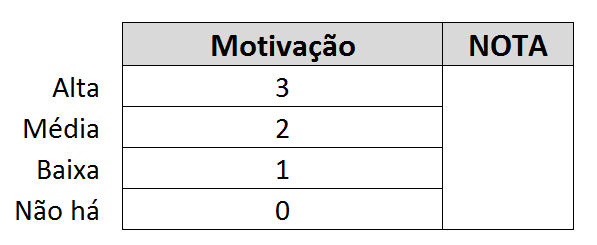 Motivação NOTA
Alta 3
Média 2
Baixa 1
Não há 0